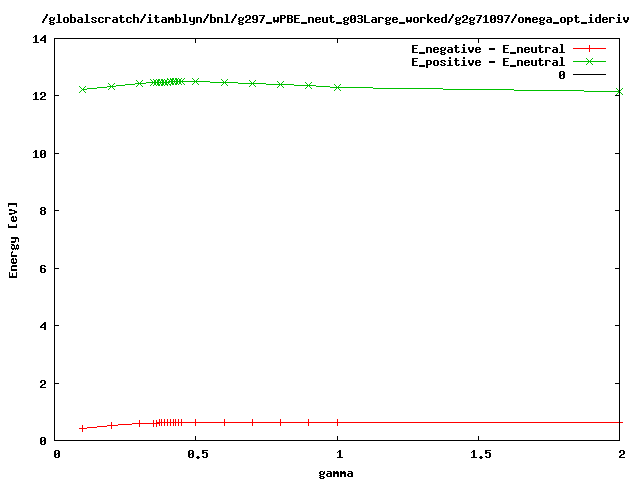 /globalscratch/itamblyn/bnl/g297_wPBE_neut_g03Large_worked/g2g71097/omega_opt_ideriv
E_negative - E_neutral
E_positive - E_neutral
0
14
12
10
8
6
4
2
0
Energy [eV]
0 0.5 1 1.5 2
gamma